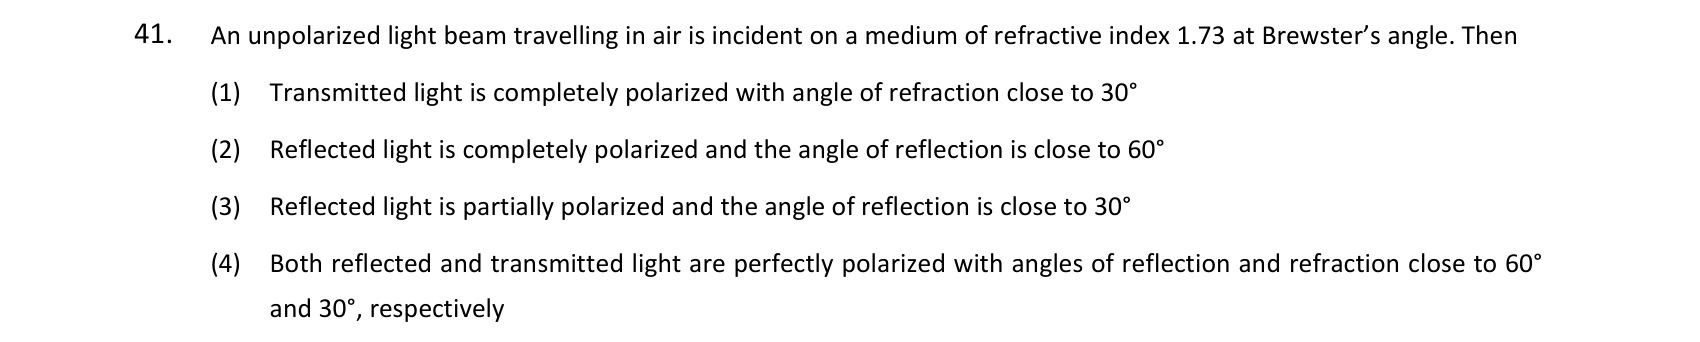 41. An unpolarized light beam travelling in air is incident on a medium of refractive index 1.73 at Brewster’s angle. Then
(1) Transmitted light is completely polarized with angle of refraction close to 30°
(2) Reflected light is completely polarized and the angle of reflection is close to 60°
(3) Reflected light is partially polarized and the angle of reflection is close to 30°
(4) Both reflected and transmitted light are perfectly polarized with angles of reflection and refraction close to 60°
and 30°, respectively